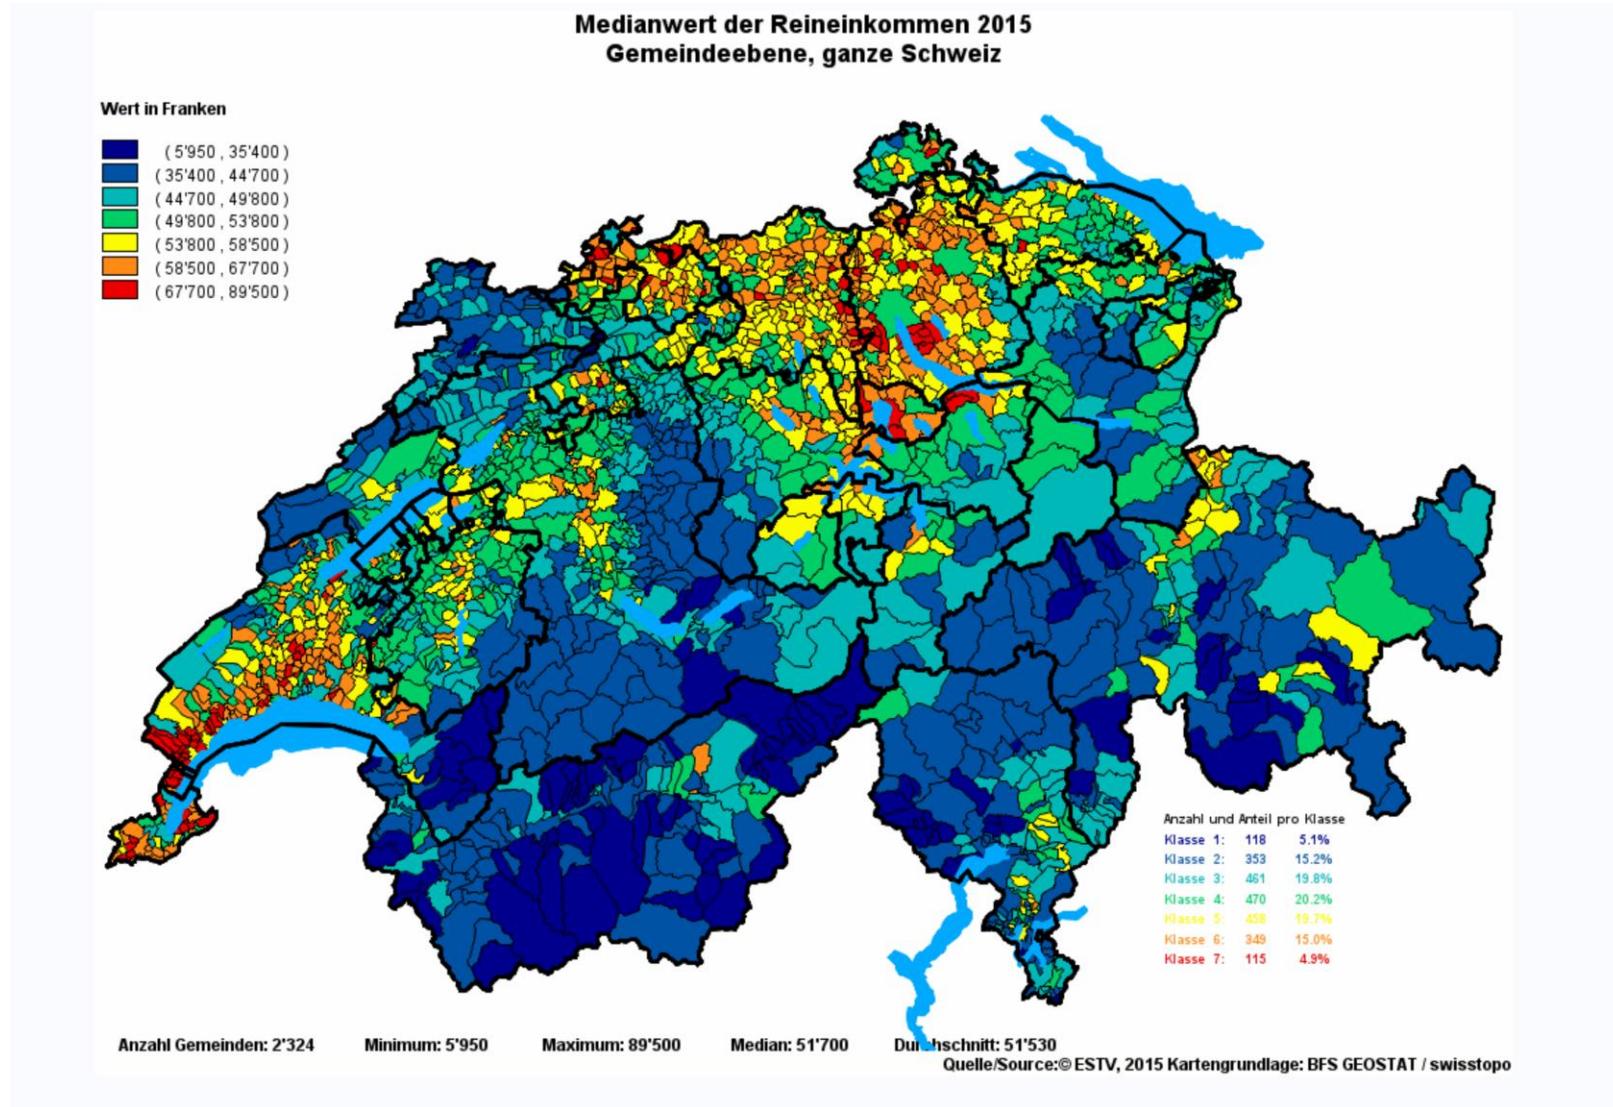 Medianwert der Reineinkommen 2015
Gemeindeebene, ganze Schweiz
Wert in Franken
( 5'950 , 35'400 )
( 35'400 , 44'700 )
( 44'700 , 49'800 )
( 49'800 , 53'800 )
( 53'800 , 58'500 )
( 58'500 , 67'700 )
( 67'700 , 89'500 )
Anzahl und Anteil pro Klasse
Klasse 1: 118 5.1%
Klasse 2: 353 15.2%
Klasse 3: 461 19.8%
Klasse 4: 470 20.2%
Klasse 5: 458 19.7%
Klasse 6: 349 15.0%
Klasse 7: 115 4.9%
Anzahl Gemeinden: 2'324 Minimum: 5'950 Maximum: 89'500 Median: 51'700 Durchschnitt: 51'530
Quelle/Source:© ESTV, 2015 Kartengrundlage: BFS GEOSTAT / swisstopo